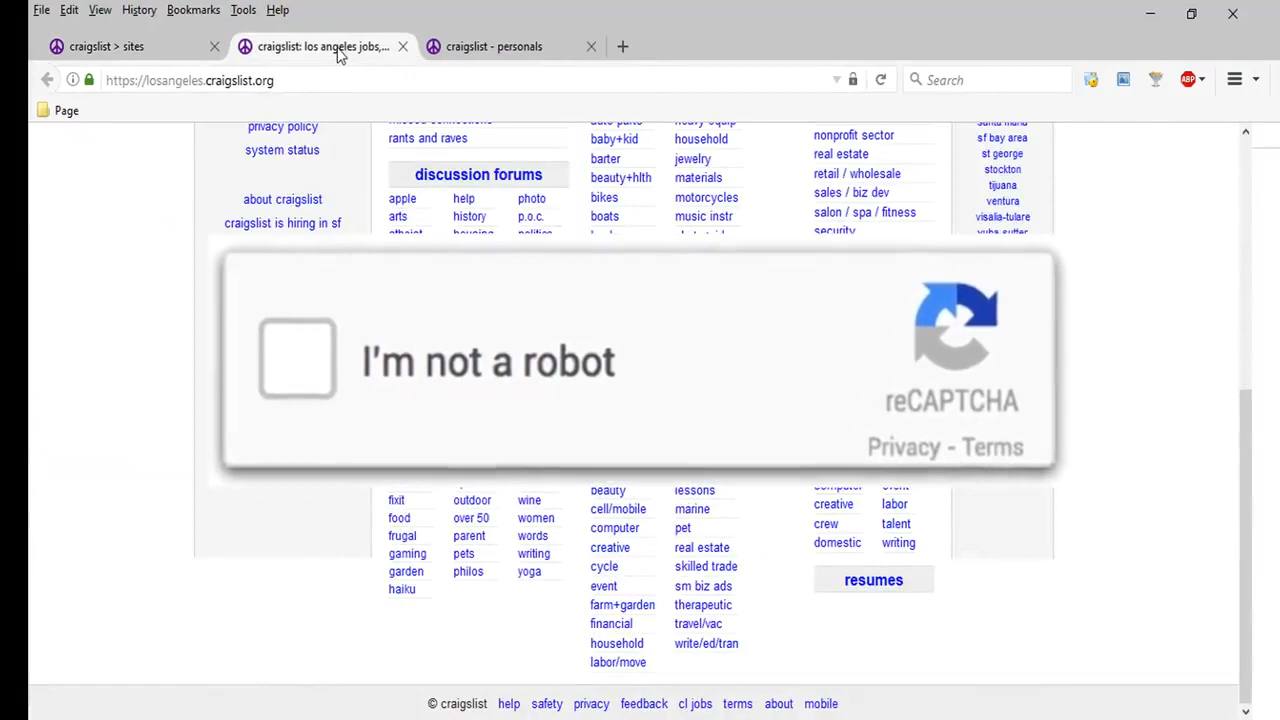 File Edit View History Bookmarks Tools Help
craigslist > sites
craigslist: los angeles jobs,...
craigslist - personals
https://losangeles.craigslist.org
Search
ABP
Page
privacy policy
system status
about craigslist
craigslist is hiring in sf
rants and raves
discussion forums
apple help photo
arts history p.o.c.
baby+kid household
barter jewelry
beauty+hlth materials
bikes motorcycles
boats music instr
nonprofit sector
real estate
retail / wholesale
sales / biz dev
salon / spa / fitness
security
sf bay area
st george
stockton
tijuana
ventura
visalia-tulare
I'm not a robot
reCAPTCHA
Privacy - Terms
fixit outdoor wine
food over 50 women
frugal parent words
gaming pets writing
garden philos yoga
haiku
beauty lessons
cell/mobile marine
computer pet
creative real estate
cycle skilled trade
event sm biz ads
farm+garden therapeutic
financial travel/vac
household write/ed/tran
labor/move
creative labor
crew talent
domestic writing
resumes
© craigslist help safety privacy feedback cl jobs terms about mobile